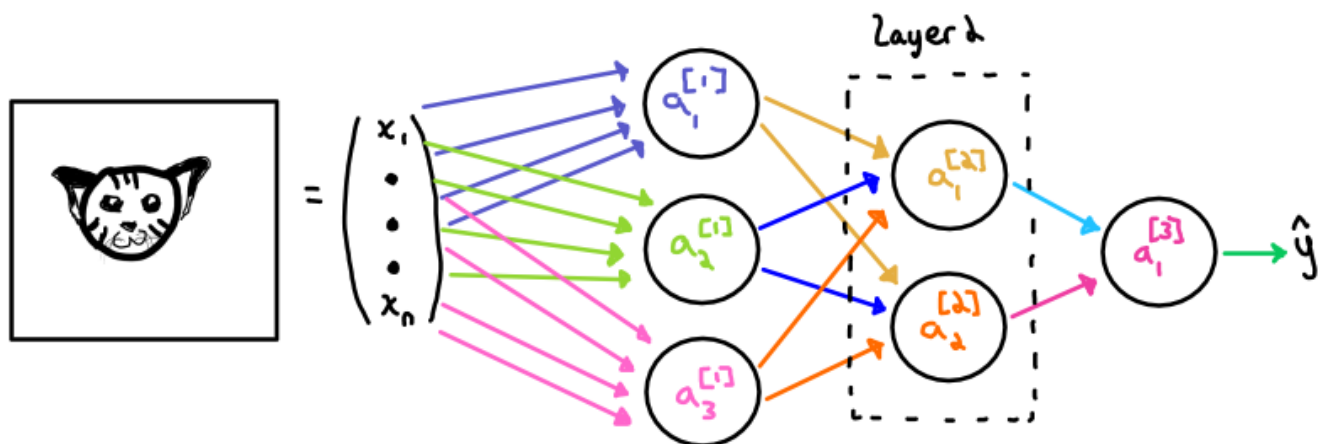 Layer 2
=
x₁
xₙ
a₁^[1]
a₂^[1]
a₃^[1]
a₁^[2]
a₂^[2]
a₁^[3]
ŷ